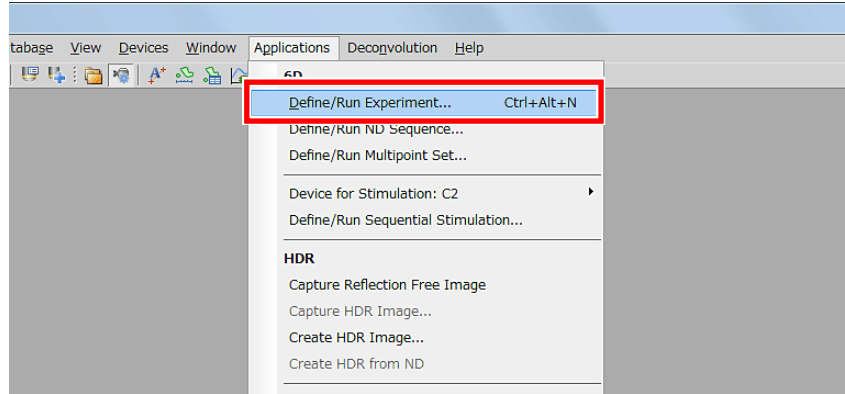 tabase View Devices Window Applications Deconvolution Help
6D
Define/Run Experiment... Ctrl+Alt+N
Define/Run ND Sequence...
Define/Run Multipoint Set...
Device for Stimulation: C2
Define/Run Sequential Stimulation...
HDR
Capture Reflection Free Image
Capture HDR Image...
Create HDR Image...
Create HDR from ND